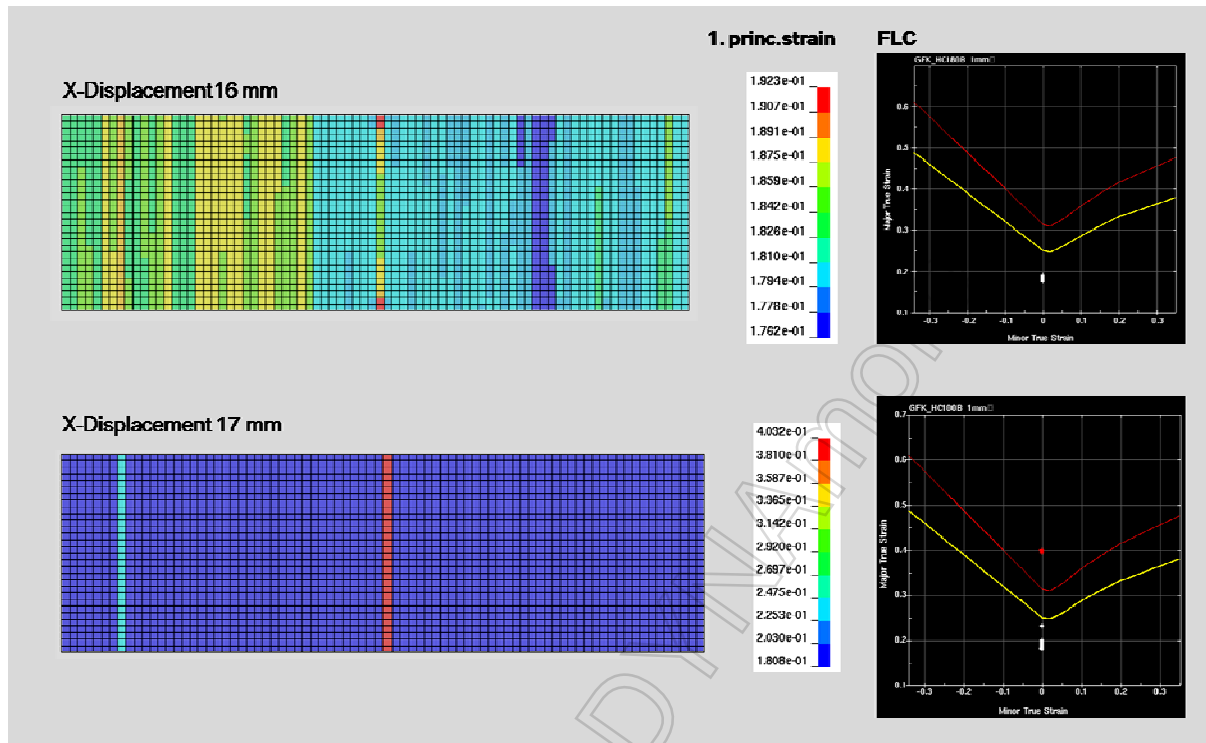 1. princ.strain
FLC
X-Displacement 16 mm
1.923e-01
1.907e-01
1.891e-01
1.875e-01
1.859e-01
1.842e-01
1.826e-01
1.810e-01
1.794e-01
1.778e-01
1.762e-01
GFK_HC180B 1mm
0.6
0.5
0.4
0.3
0.2
0.1
Major True Strain
-0.3
-0.2
-0.1
0
0.1
0.2
0.3
Minor True Strain
X-Displacement 17 mm
4.032e-01
3.810e-01
3.587e-01
3.365e-01
3.142e-01
2.920e-01
2.697e-01
2.475e-01
2.253e-01
2.030e-01
1.808e-01
GFK_HC180B 1mm
0.7
0.6
0.5
0.4
0.3
0.2
0.1
Major True Strain
-0.3
-0.2
-0.1
0
0.1
0.2
0.3
Minor True Strain
DYNAmor